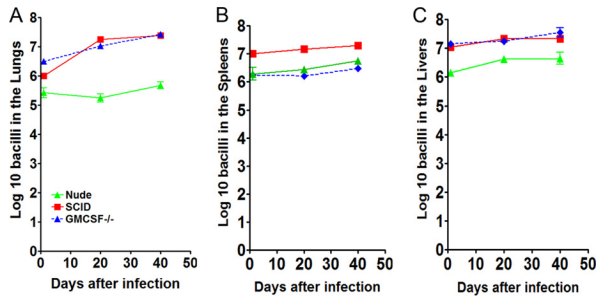 A
Log 10 bacilli in the Lungs
8
7
6
5
4
3
2
1
0
Nude
SCID
GMCSF-/-
0 10 20 30 40 50
Days after infection
B
Log 10 bacilli in the Spleens
8
7
6
5
4
3
2
1
0
0 10 20 30 40 50
Days after infection
C
Log 10 bacilli in the Livers
8
7
6
5
4
3
2
1
0
0 10 20 30 40 50
Days after infection